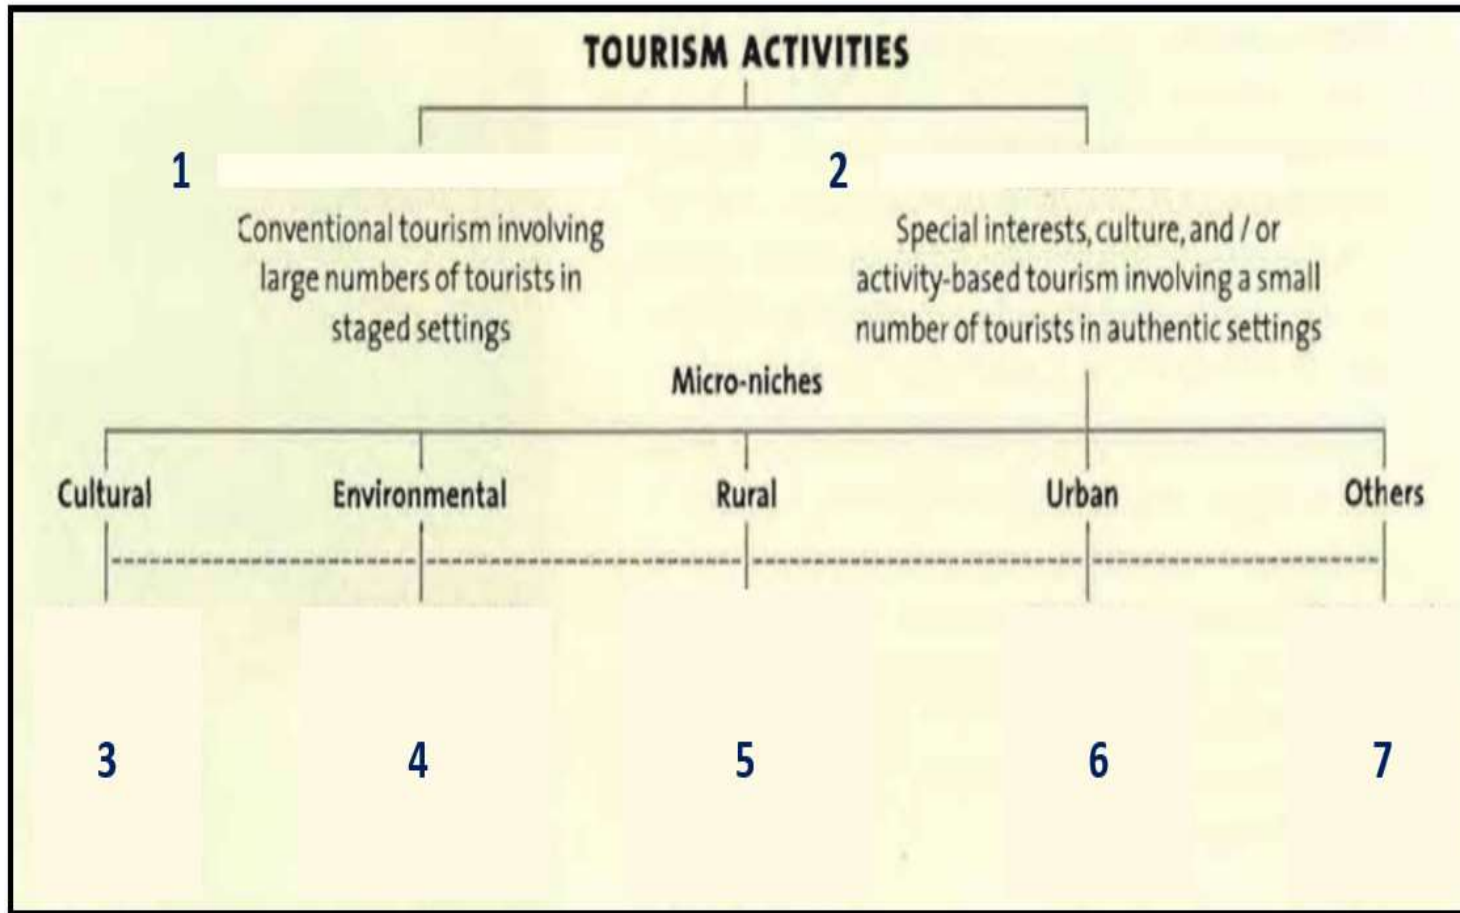 TOURISM ACTIVITIES
1
2
Conventional tourism involving
large numbers of tourists in
staged settings
Special interests, culture, and / or
activity-based tourism involving a small
number of tourists in authentic settings
Micro-niches
Cultural
Environmental
Rural
Urban
Others
3
4
5
6
7